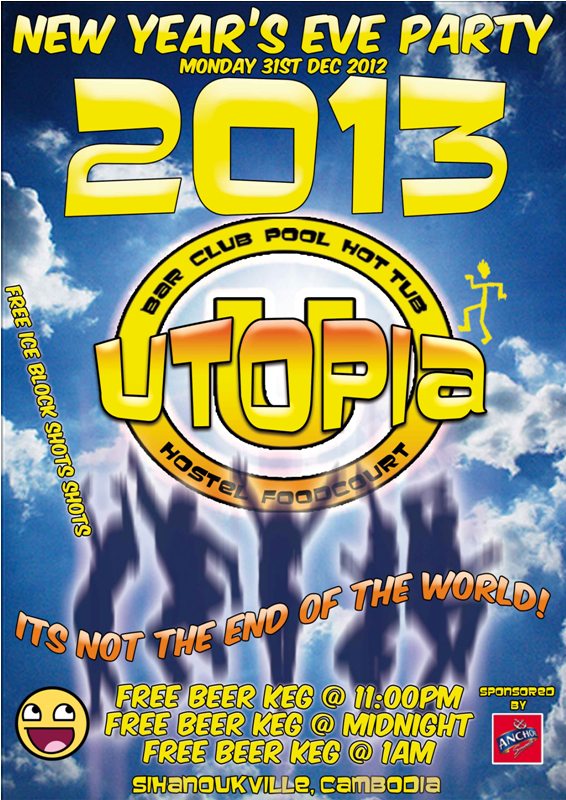 NEW YEAR'S EVE PARTY
MONDAY 31ST DEC 2012
2013
BAR CLUB POOL HOT TUB
U
UTOPIA
HOSTEL FOODCOURT
FREE ICE BLOCK SHOTS SHOTS
ITS NOT THE END OF THE WORLD!
FREE BEER KEG @ 11:00PM
FREE BEER KEG @ MIDNIGHT
FREE BEER KEG @ 1AM
SPONSORED
BY
ANCHOR
SIHANOUKVILLE, CAMBODIA